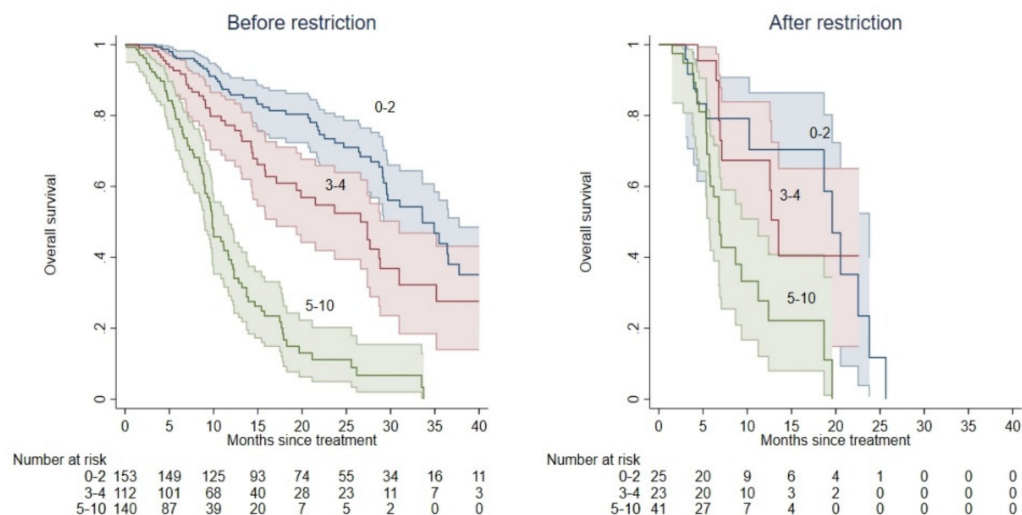 Before restriction
After restriction
Overall survival
1
.8
.6
.4
.2
0
0-2
3-4
5-10
0 5 10 15 20 25 30 35 40
Months since treatment
Number at risk
0-2 153 149 125 93 74 55 34 16 11
3-4 112 101 68 40 28 23 11 7 3
5-10 140 87 39 20 7 5 2 0 0
Overall survival
1
.8
.6
.4
.2
0
0-2
3-4
5-10
0 5 10 15 20 25 30 35 40
Months since treatment
Number at risk
0-2 25 20 9 6 4 1 0 0 0
3-4 23 20 10 3 2 0 0 0 0
5-10 41 27 7 4 0 0 0 0 0